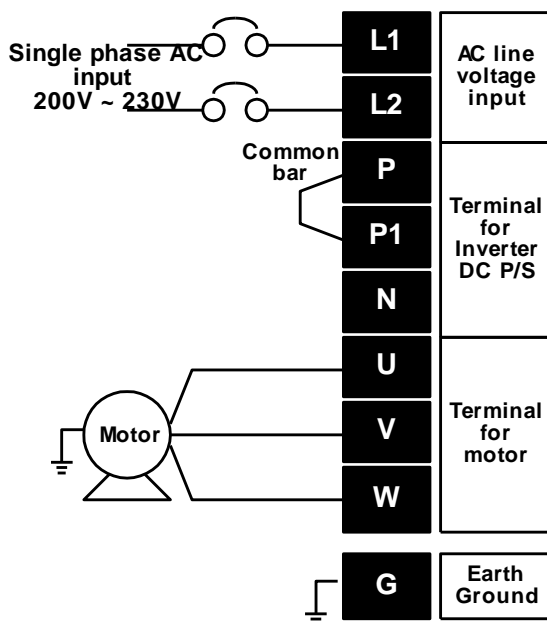 Single phase AC
input
200V ~ 230V
L1
L2
AC line
voltage
input
Common
bar
P
P1
N
Terminal
for
Inverter
DC P/S
U
V
W
Motor
Terminal
for
motor
G
Earth
Ground